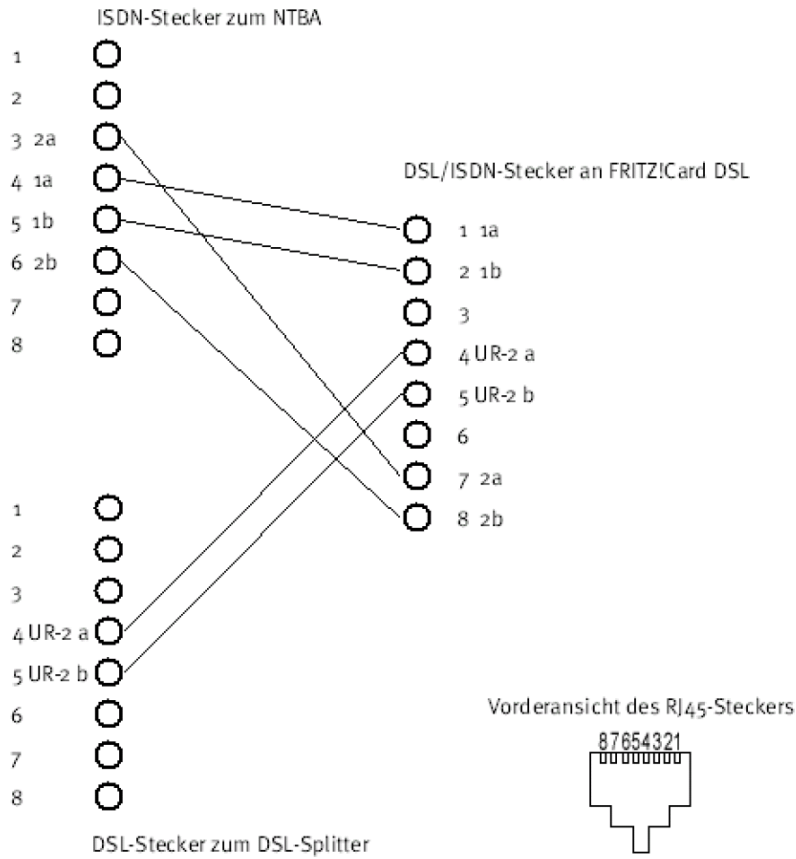 ISDN-Stecker zum NTBA
1
2
3 2a
4 1a
5 1b
6 2b
7
8
DSL/ISDN-Stecker an FRITZ!Card DSL
1 1a
2 1b
3
4 UR-2 a
5 UR-2 b
6
7 2a
8 2b
1
2
3
4 UR-2 a
5 UR-2 b
6
7
8
DSL-Stecker zum DSL-Splitter
Vorderansicht des RJ45-Steckers
87654321